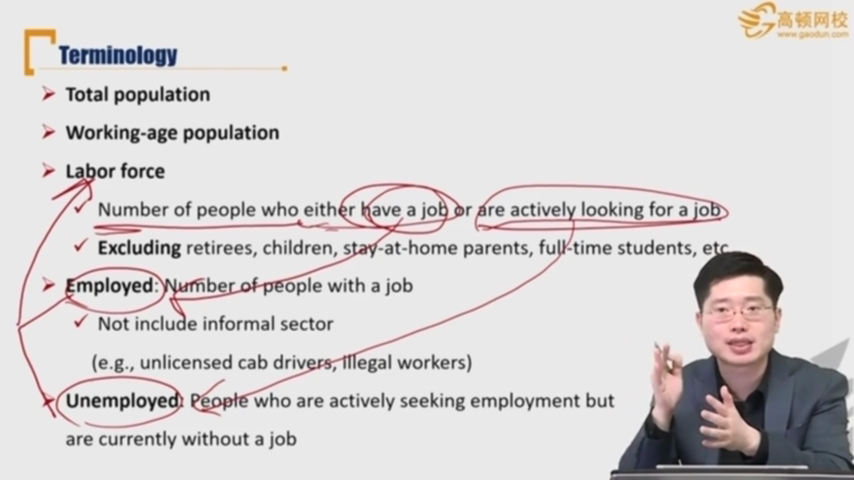 高顿网校
www.gaodun.com
Terminology
Total population
Working-age population
Labor force
Number of people who either have a job or are actively looking for a job
Excluding retirees, children, stay-at-home parents, full-time students, etc
Employed: Number of people with a job
Not include informal sector
(e.g., unlicensed cab drivers, illegal workers)
Unemployed: People who are actively seeking employment but
are currently without a job